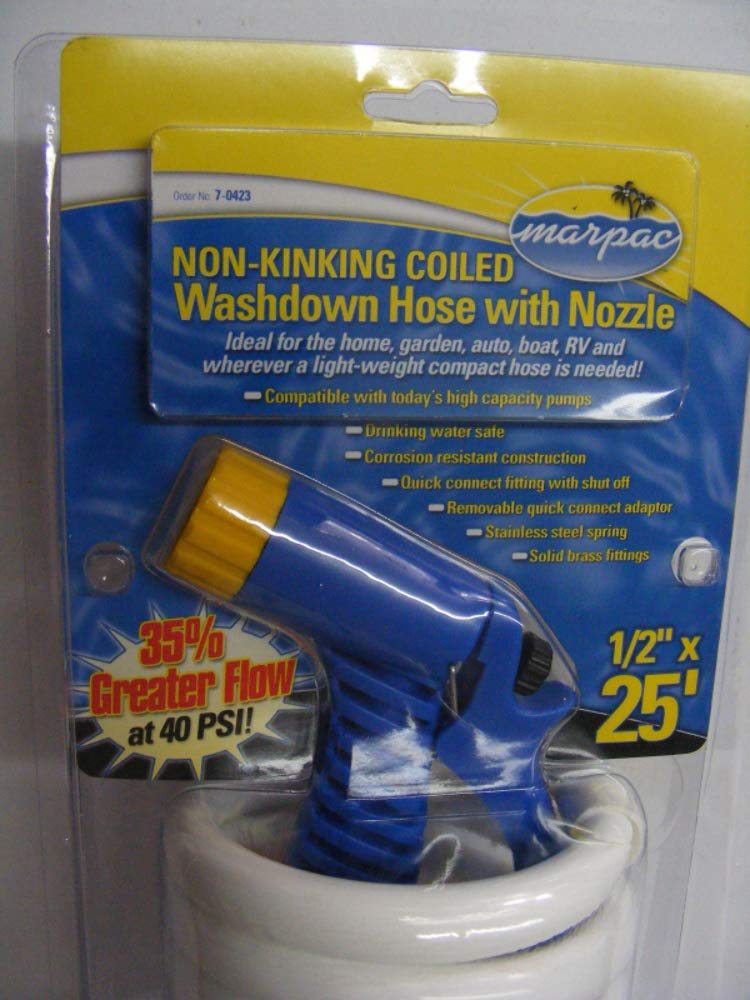 Order No. 7-0423
marpac
NON-KINKING COILED
Washdown Hose with Nozzle
Ideal for the home, garden, auto, boat, RV and
wherever a light-weight compact hose is needed!
Compatible with today's high capacity pumps
Drinking water safe
Corrosion resistant construction
Quick connect fitting with shut off
Removable quick connect adaptor
Stainless steel spring
Solid brass fittings
35%
Greater Flow
at 40 PSI!
1/2" x
25'